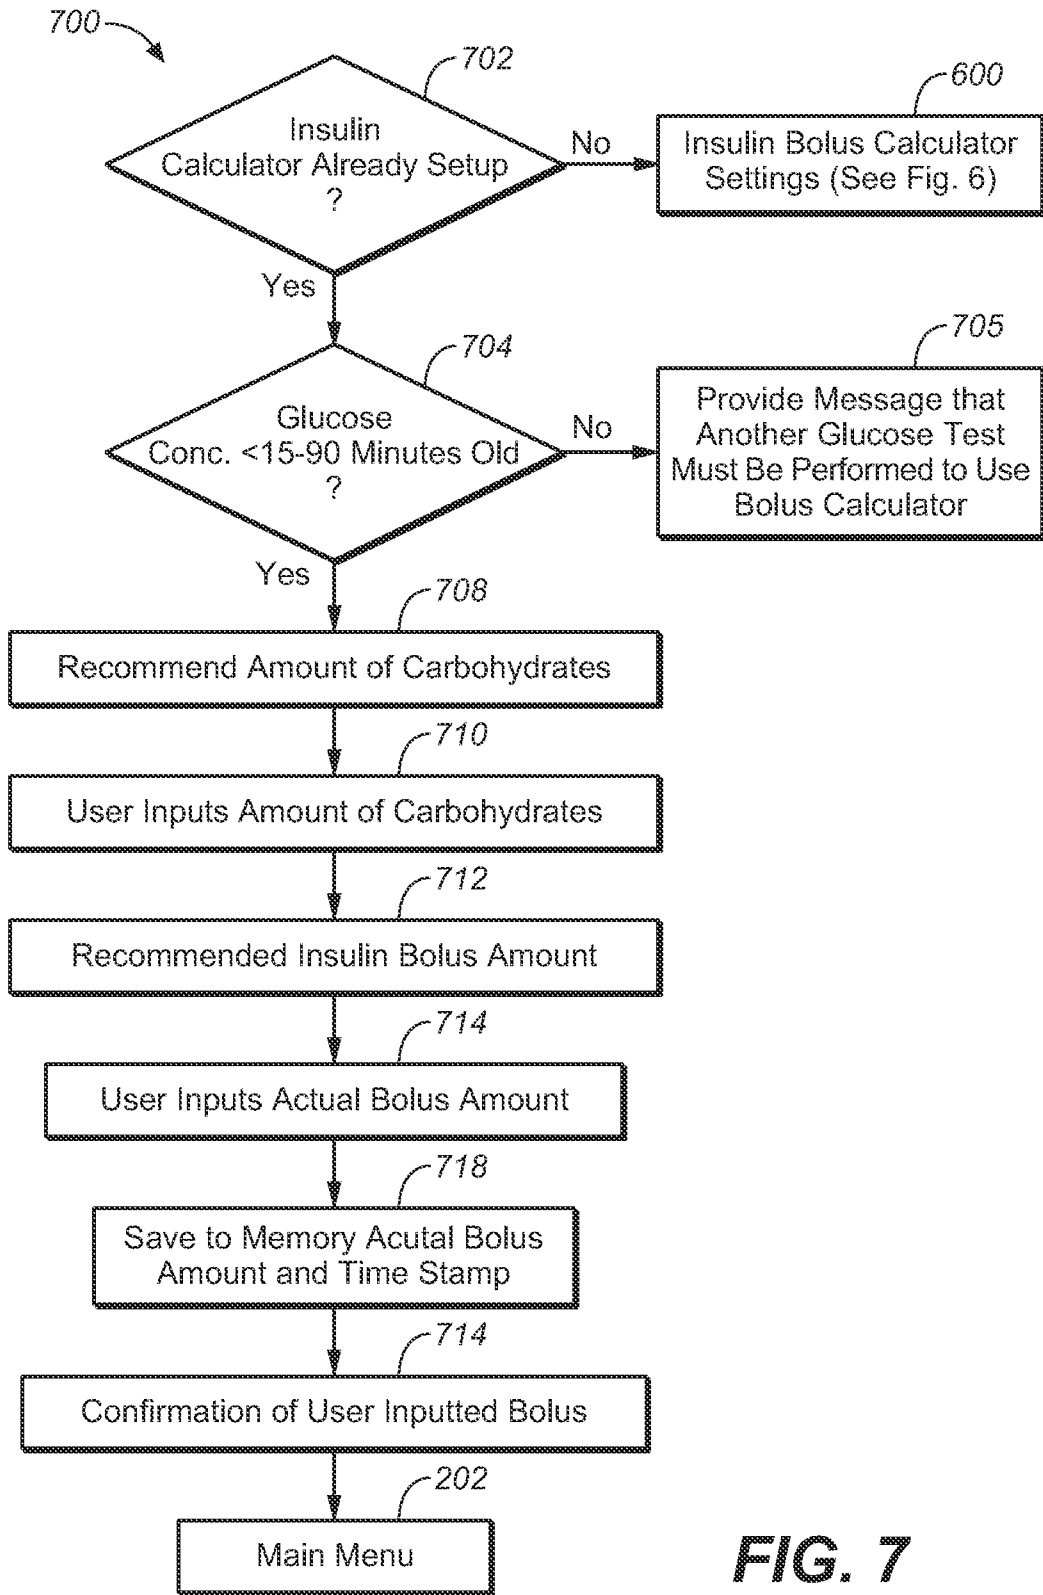 700
702
Insulin
Calculator Already Setup
?
No
600
Insulin Bolus Calculator
Settings (See Fig. 6)
Yes
704
Glucose
Conc. <15-90 Minutes Old
?
No
705
Provide Message that
Another Glucose Test
Must Be Performed to Use
Bolus Calculator
Yes
708
Recommend Amount of Carbohydrates
710
User Inputs Amount of Carbohydrates
712
Recommended Insulin Bolus Amount
714
User Inputs Actual Bolus Amount
718
Save to Memory Acutal Bolus
Amount and Time Stamp
714
Confirmation of User Inputted Bolus
202
Main Menu
FIG. 7